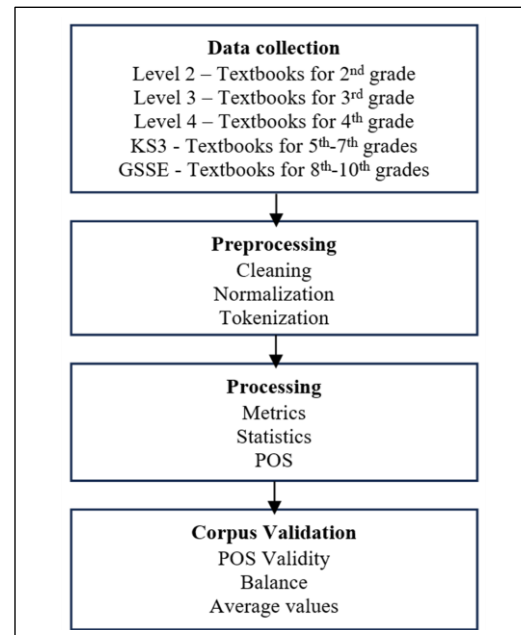 Data collection
Level 2 – Textbooks for 2nd grade
Level 3 – Textbooks for 3rd grade
Level 4 – Textbooks for 4th grade
KS3 - Textbooks for 5th-7th grades
GSSE - Textbooks for 8th-10th grades
Preprocessing
Cleaning
Normalization
Tokenization
Processing
Metrics
Statistics
POS
Corpus Validation
POS Validity
Balance
Average values